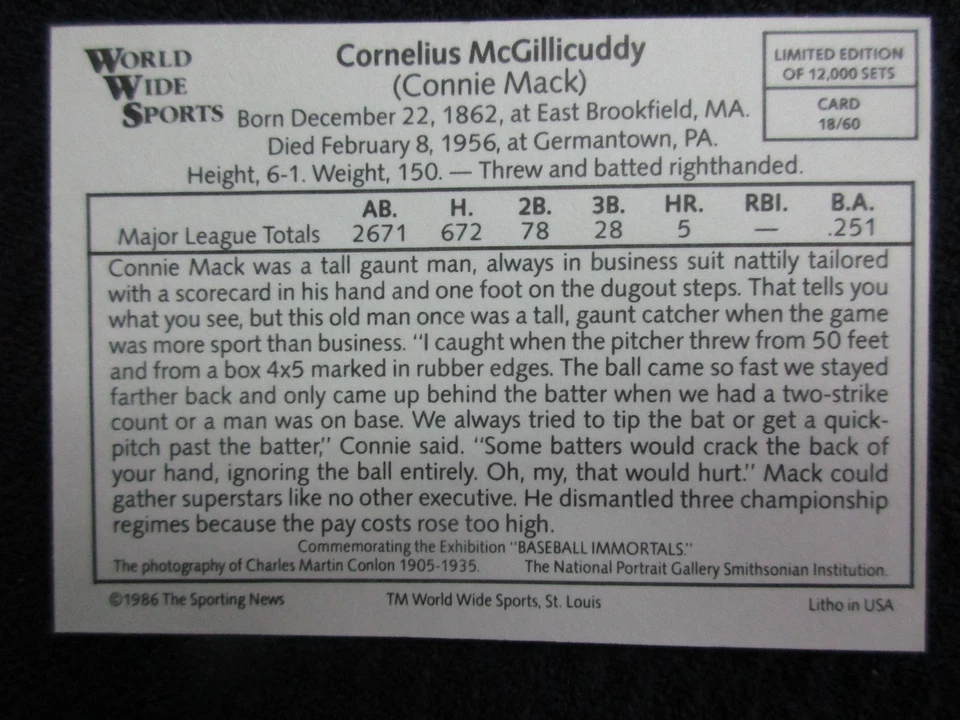 WORLD
WIDE
SPORTS
Cornelius McGillicuddy
(Connie Mack)
Born December 22, 1862, at East Brookfield, MA.
Died February 8, 1956, at Germantown, PA.
Height, 6-1. Weight, 150. — Threw and batted righthanded.
LIMITED EDITION
OF 12,000 SETS
CARD
18/60
AB. H. 2B. 3B. HR. RBI. B.A.
Major League Totals 2671 672 78 28 5 — .251
Connie Mack was a tall gaunt man, always in business suit nattily tailored
with a scorecard in his hand and one foot on the dugout steps. That tells you
what you see, but this old man once was a tall, gaunt catcher when the game
was more sport than business. "I caught when the pitcher threw from 50 feet
and from a box 4x5 marked in rubber edges. The ball came so fast we stayed
farther back and only came up behind the batter when we had a two-strike
count or a man was on base. We always tried to tip the bat or get a quick-
pitch past the batter," Connie said. "Some batters would crack the back of
your hand, ignoring the ball entirely. Oh, my, that would hurt." Mack could
gather superstars like no other executive. He dismantled three championship
regimes because the pay costs rose too high.
Commemorating the Exhibition "BASEBALL IMMORTALS."
The photography of Charles Martin Conlon 1905-1935. The National Portrait Gallery Smithsonian Institution.
©1986 The Sporting News TM World Wide Sports, St. Louis Litho in USA